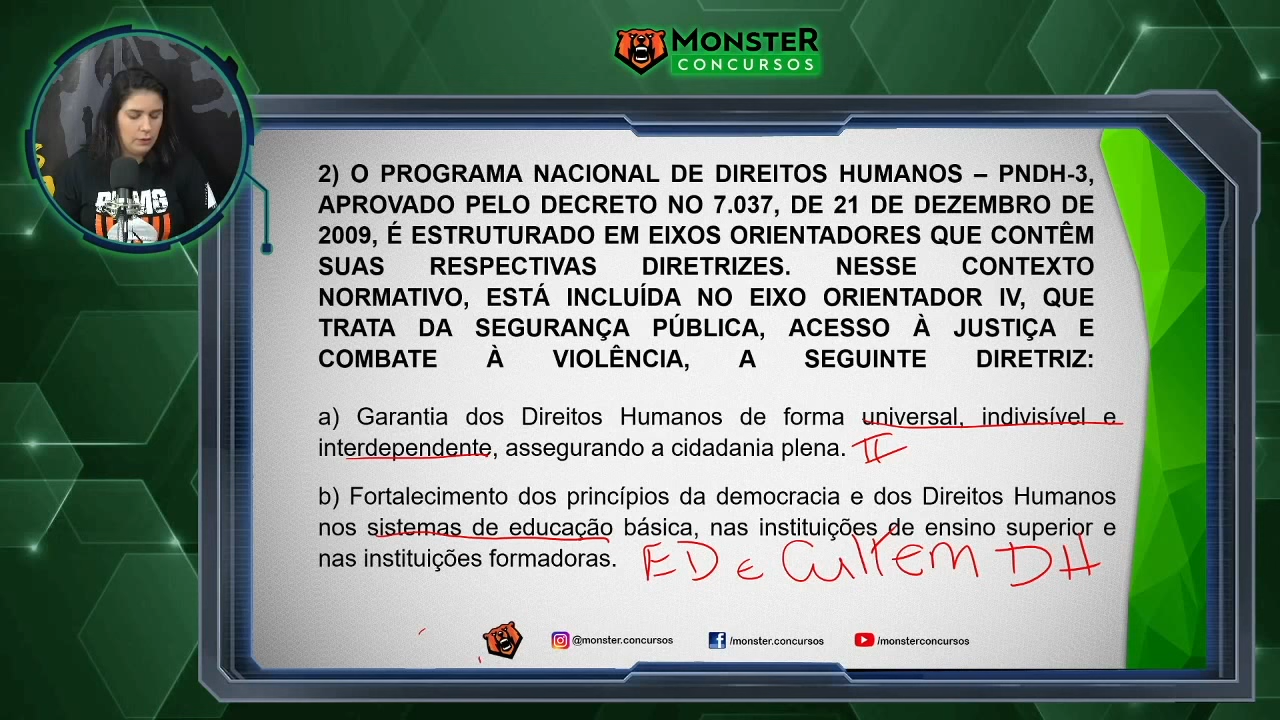 MONSTER
CONCURSOS
2) O PROGRAMA NACIONAL DE DIREITOS HUMANOS – PNDH-3,
APROVADO PELO DECRETO NO 7.037, DE 21 DE DEZEMBRO DE
2009, É ESTRUTURADO EM EIXOS ORIENTADORES QUE CONTÊM
SUAS RESPECTIVAS DIRETRIZES. NESSE CONTEXTO
NORMATIVO, ESTÁ INCLUÍDA NO EIXO ORIENTADOR IV, QUE
TRATA DA SEGURANÇA PÚBLICA, ACESSO À JUSTIÇA E
COMBATE À VIOLÊNCIA, A SEGUINTE DIRETRIZ:
a) Garantia dos Direitos Humanos de forma universal, indivisível e
interdependente, assegurando a cidadania plena. II
b) Fortalecimento dos princípios da democracia e dos Direitos Humanos
nos sistemas de educação básica, nas instituições de ensino superior e
nas instituições formadoras. ED e Cult em DH
@monster.concursos /monster.concursos /monsterconcursos